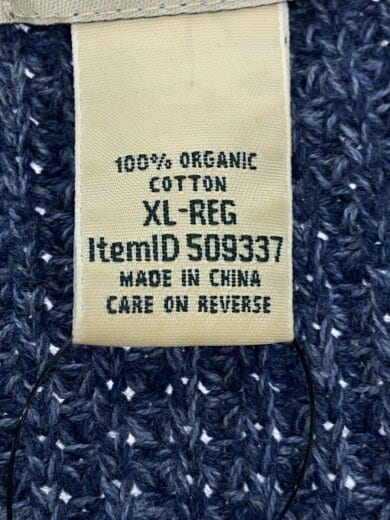 100% ORGANIC
COTTON
XL-REG
ItemID 509337
MADE IN CHINA
CARE ON REVERSE